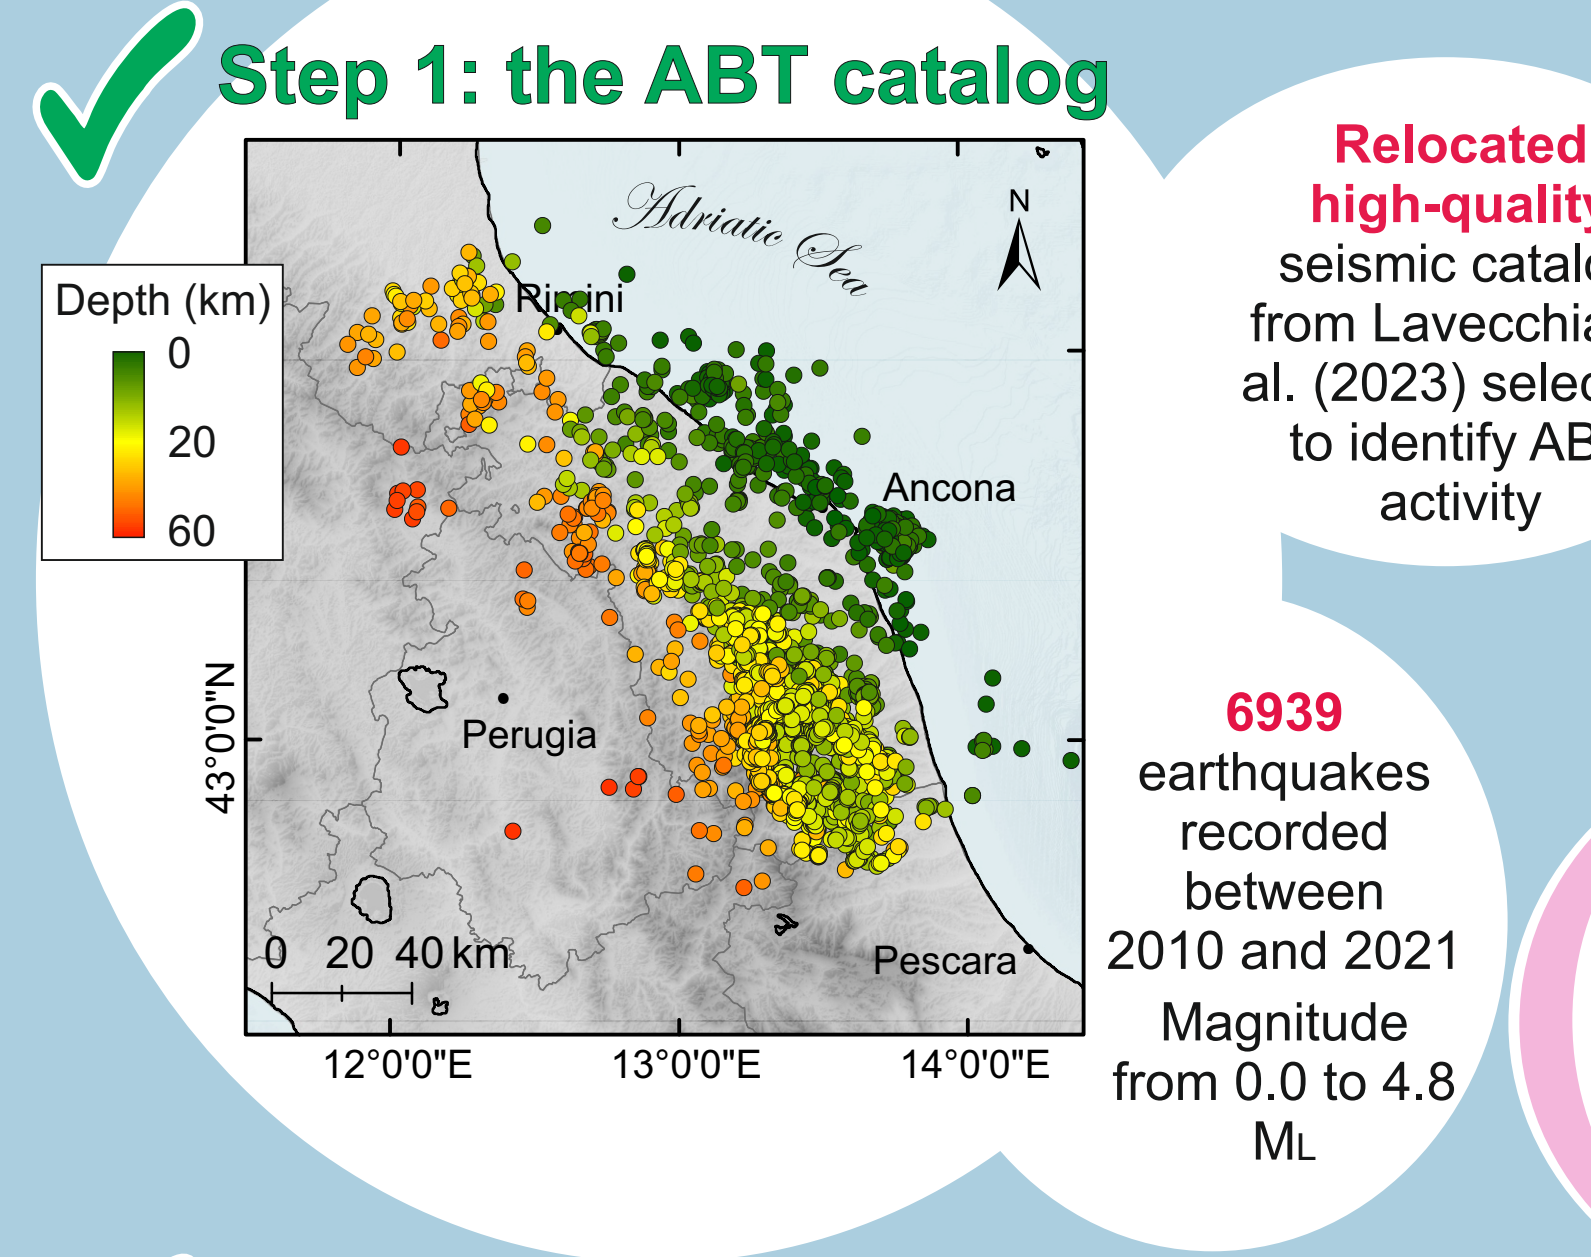 Step 1: the ABT catalog
Adriatic Sea
N
Rimini
Depth (km)
0
20
60
Ancona
Perugia
Pescara
43°0'0"N
0 20 40 km
12°0'0"E 13°0'0"E 14°0'0"E
Relocated
high-quality
seismic
from Lavecchia
al. (2023)
to identify
activity
6939
earthquakes
recorded
between
2010 and 2021
Magnitude
from 0.0 to 4.8
ML